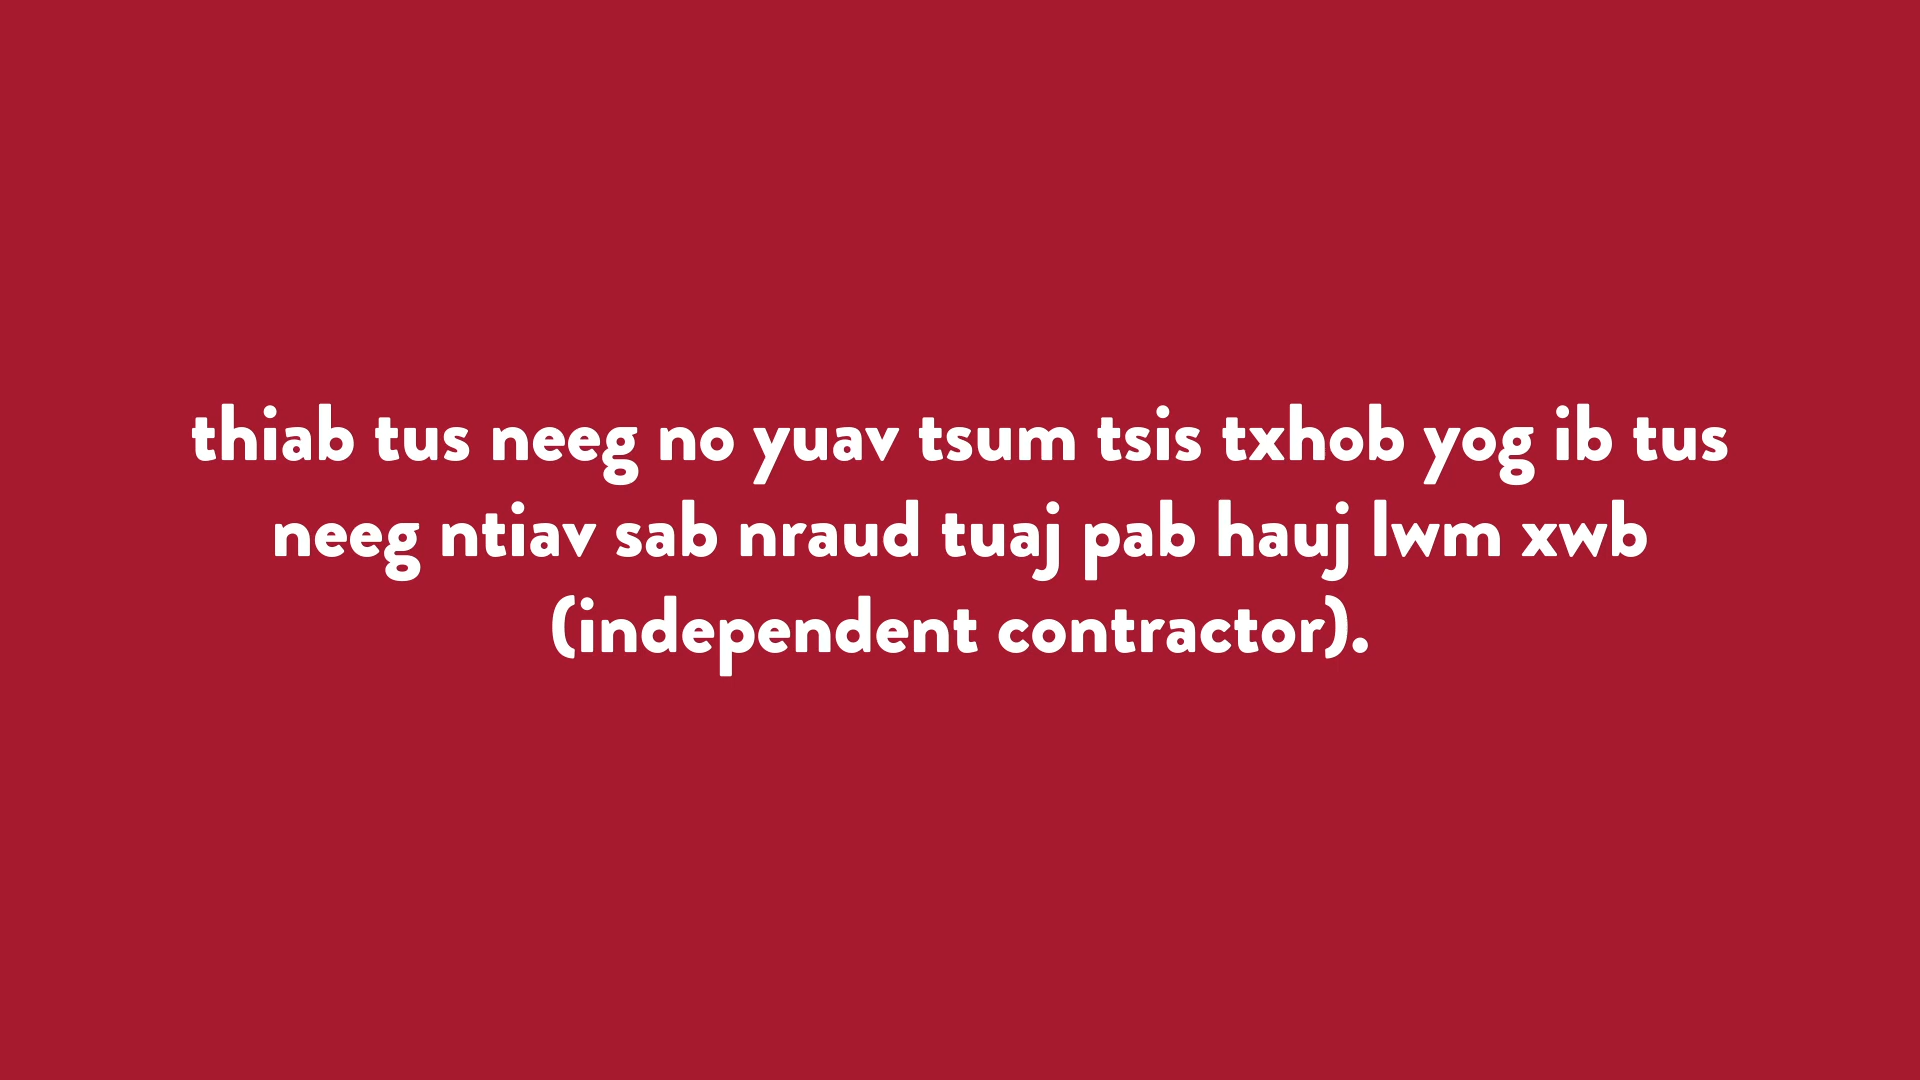 thiab tus neeg no yuav tsum tsis txhob yog ib tus
neeg ntiav sab nraud tuaj pab hauj lwm xwb
(independent contractor).